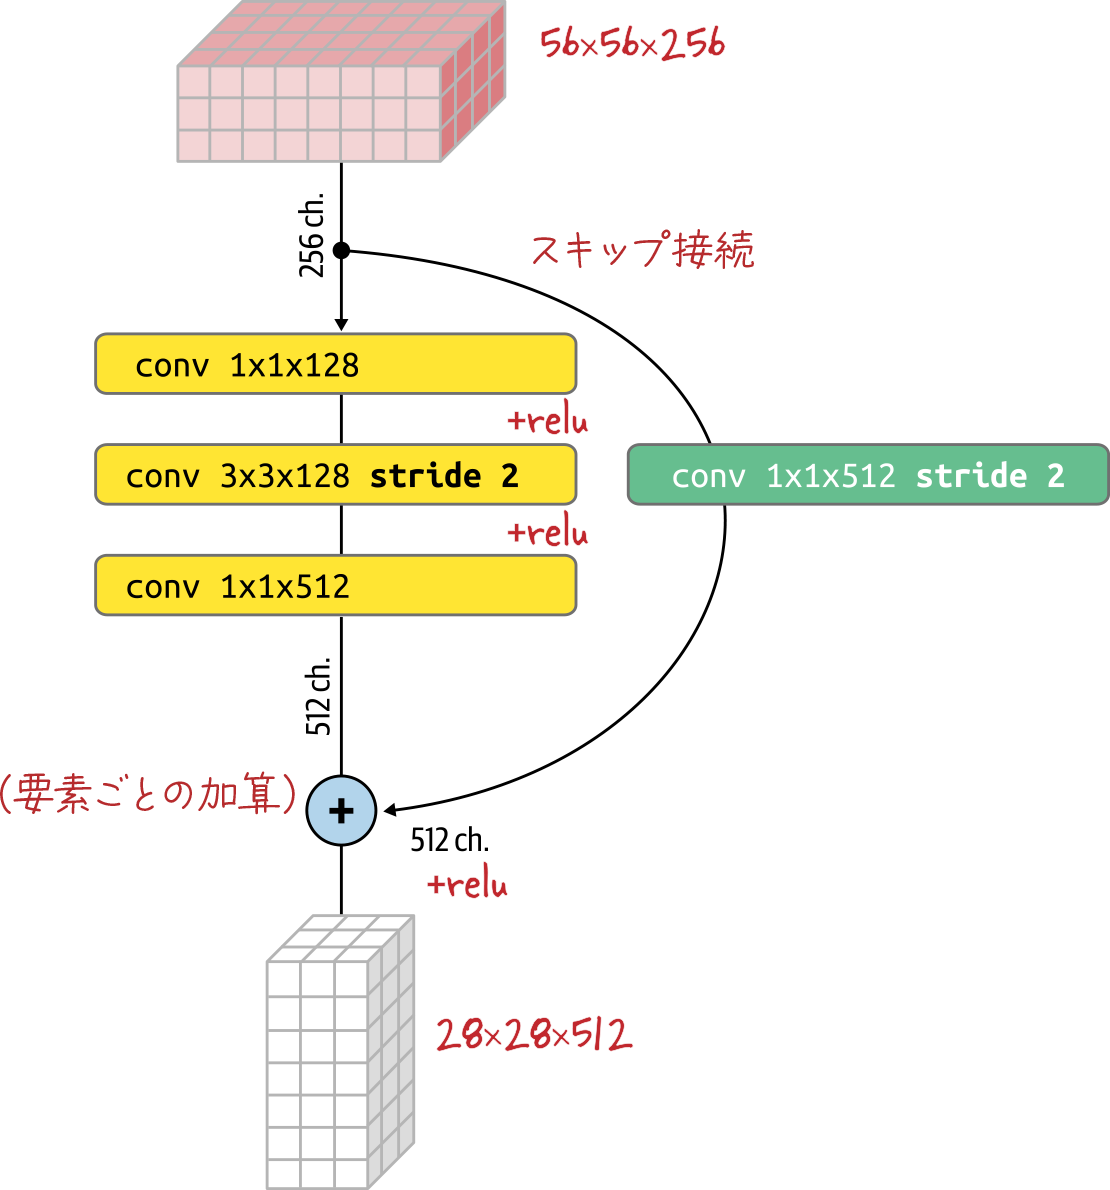 56×56×256
256 ch.
スキップ接続
conv 1x1x128
+relu
conv 3x3x128 stride 2
conv 1x1x512 stride 2
+relu
conv 1x1x512
512 ch.
(要素ごとの加算)
+
512 ch.
+relu
28×28×512